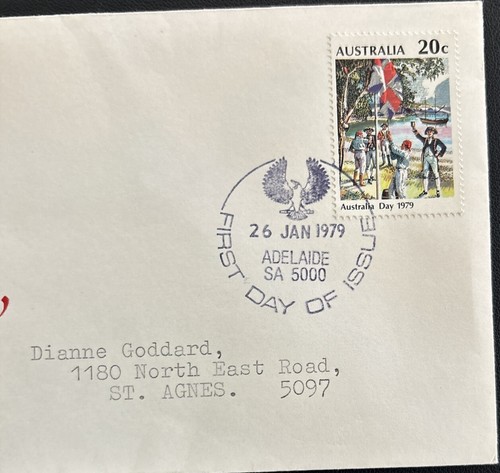 AUSTRALIA 20c
Australia Day 1979
26 JAN 1979
ADELAIDE
SA 5000
FIRST DAY OF ISSUE
Dianne Goddard,
1180 North East Road,
ST. AGNES. 5097